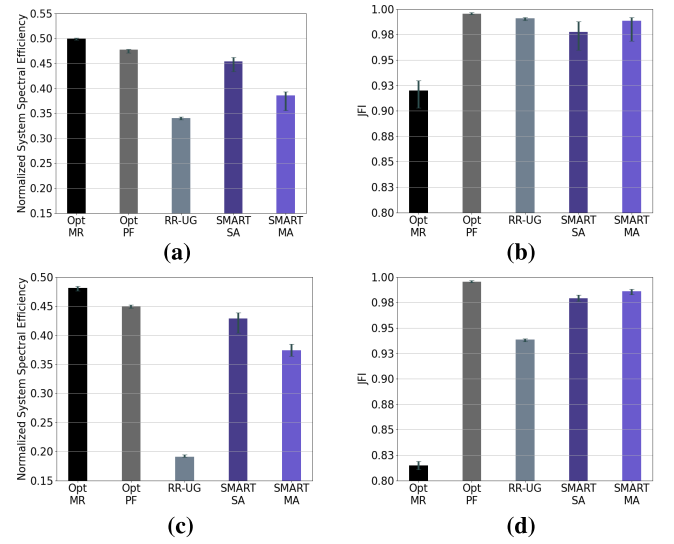 Normalized System Spectral Efficiency
0.55
0.50
0.45
0.40
0.35
0.30
0.25
0.20
0.15
Opt MR
Opt PF
RR-UG
SMART SA
SMART MA
(a)
JFI
1.00
0.98
0.95
0.93
0.90
0.88
0.85
0.83
0.80
Opt MR
Opt PF
RR-UG
SMART SA
SMART MA
(b)
Normalized System Spectral Efficiency
0.50
0.45
0.40
0.35
0.30
0.25
0.20
0.15
Opt MR
Opt PF
RR-UG
SMART SA
SMART MA
(c)
JFI
1.00
0.98
0.95
0.93
0.90
0.88
0.85
0.83
0.80
Opt MR
Opt PF
RR-UG
SMART SA
SMART MA
(d)